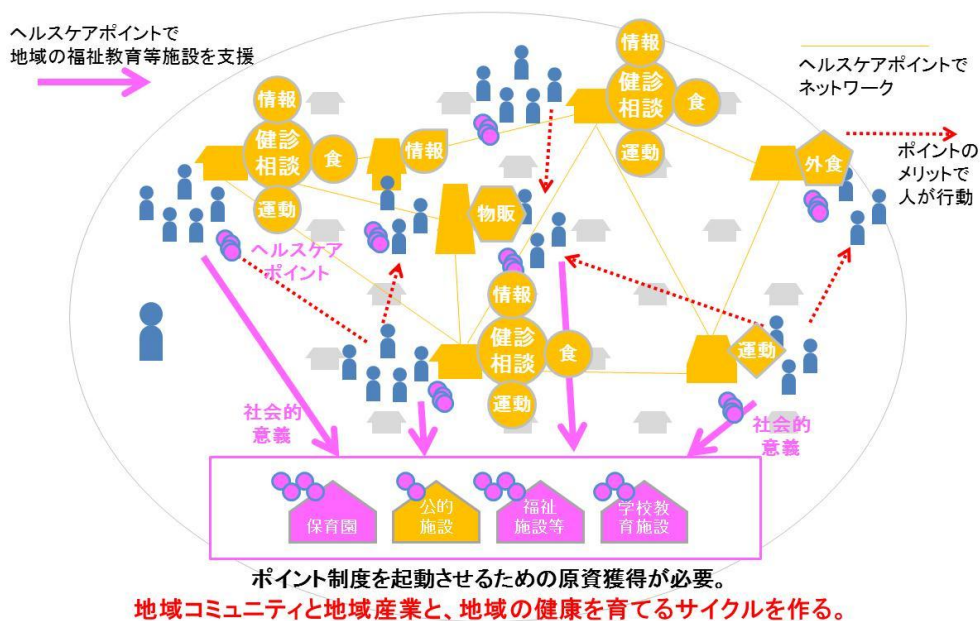 ヘルスケアポイントで
地域の福祉教育等施設を支援
ヘルスケアポイントで
ネットワーク
ポイントの
メリットで
人が行動
情報
健診
相談
食
運動
情報
情報
健診
相談
食
運動
外食
物販
ヘルスケア
ポイント
情報
健診
相談
食
運動
運動
社会的
意義
社会的
意義
保育園
公的
施設
福祉
施設等
学校教
育施設
ポイント制度を起動させるための原資獲得が必要。
地域コミュニティと地域産業と、地域の健康を育てるサイクルを作る。